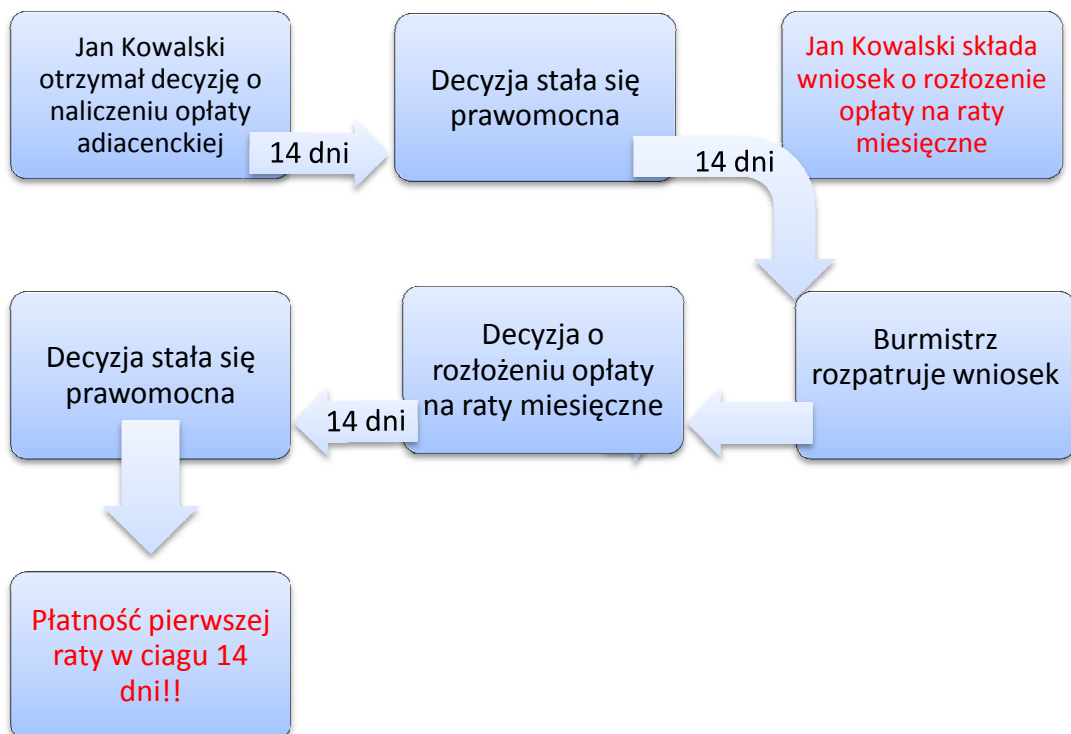 Jan Kowalski
otrzymał decyzję o
naliczeniu opłaty
adiacenckiej
14 dni
Decyzja stała się
prawomocna
14 dni
Jan Kowalski składa
wniosek o rozłozenie
opłaty na raty
miesięczne
Burmistrz
rozpatruje wniosek
Decyzja o
rozłożeniu opłaty
na raty miesięczne
14 dni
Decyzja stała się
prawomocna
Płatność pierwszej
raty w ciagu 14
dni!!